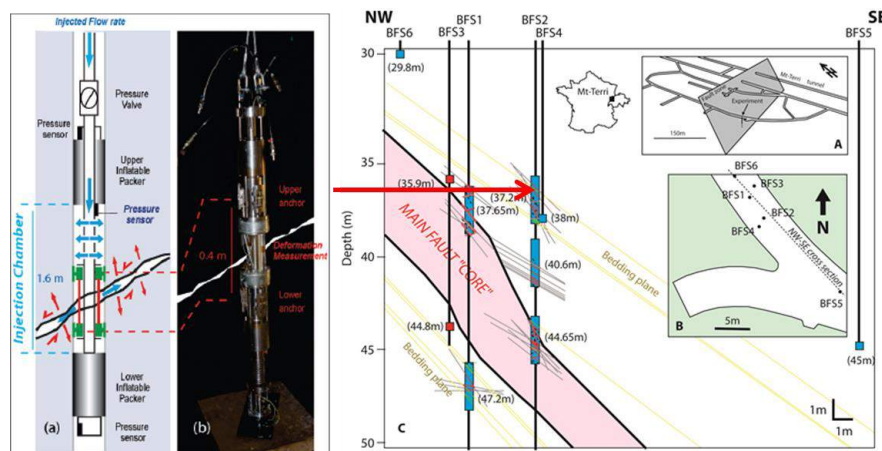 Injected Flow rate
Pressure
Valve
Pressure
sensor
Upper
Inflatable
Packer
Pressure
sensor
Injection Chamber
1.6 m
Lower
Inflatable
Packer
Pressure
sensor
(a)
Upper
anchor
0.4 m
Deformation
Measurement
Lower
anchor
(b)
NW
SE
BFS6
BFS3
BFS1
BFS2
BFS4
BFS5
30
35
40
45
50
Depth (m)
(29.8m)
(35.9m)
(37.65m)
(37.2m)
(38m)
(40.6m)
(44.65m)
(44.8m)
(47.2m)
(45m)
MAIN FAULT "CORE"
Bedding plane
Bedding plane
Mt-Terri
Mt-Terri tunnel
Fault zone
Experiment
150m
A
BFS6
BFS3
BFS1
BFS2
BFS4
BFS5
NW-SE cross section
N
B
5m
1m
1m
C